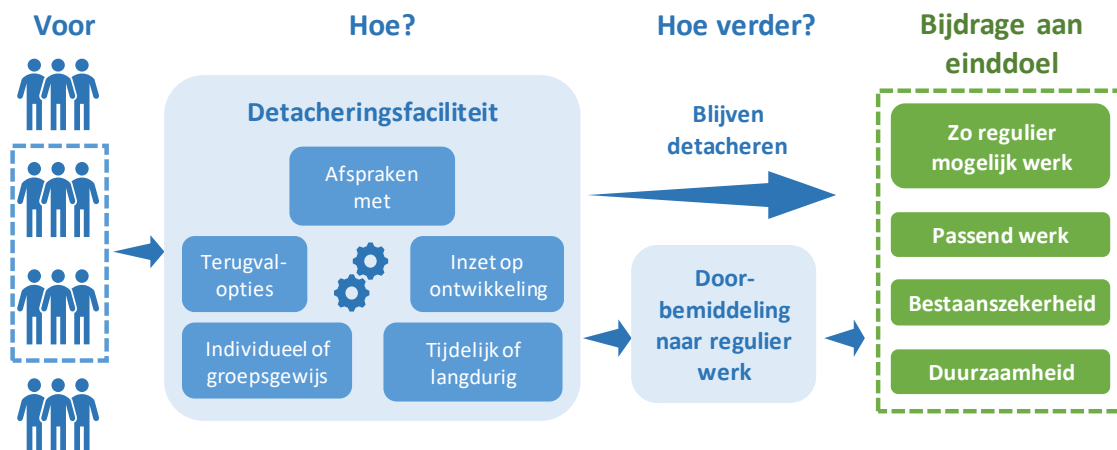 Voor
Hoe?
Hoe verder?
Bijdrage aan
einddoel
Detacheringsfaciliteit
Afspraken
met
Terugval-
opties
Inzet op
ontwikkeling
Individueel of
groepsgewijs
Tijdelijk of
langdurig
Blijven
detacheren
Door-
bemiddeling
naar regulier
werk
Zo regulier
mogelijk werk
Passend werk
Bestaanszekerheid
Duurzaamheid